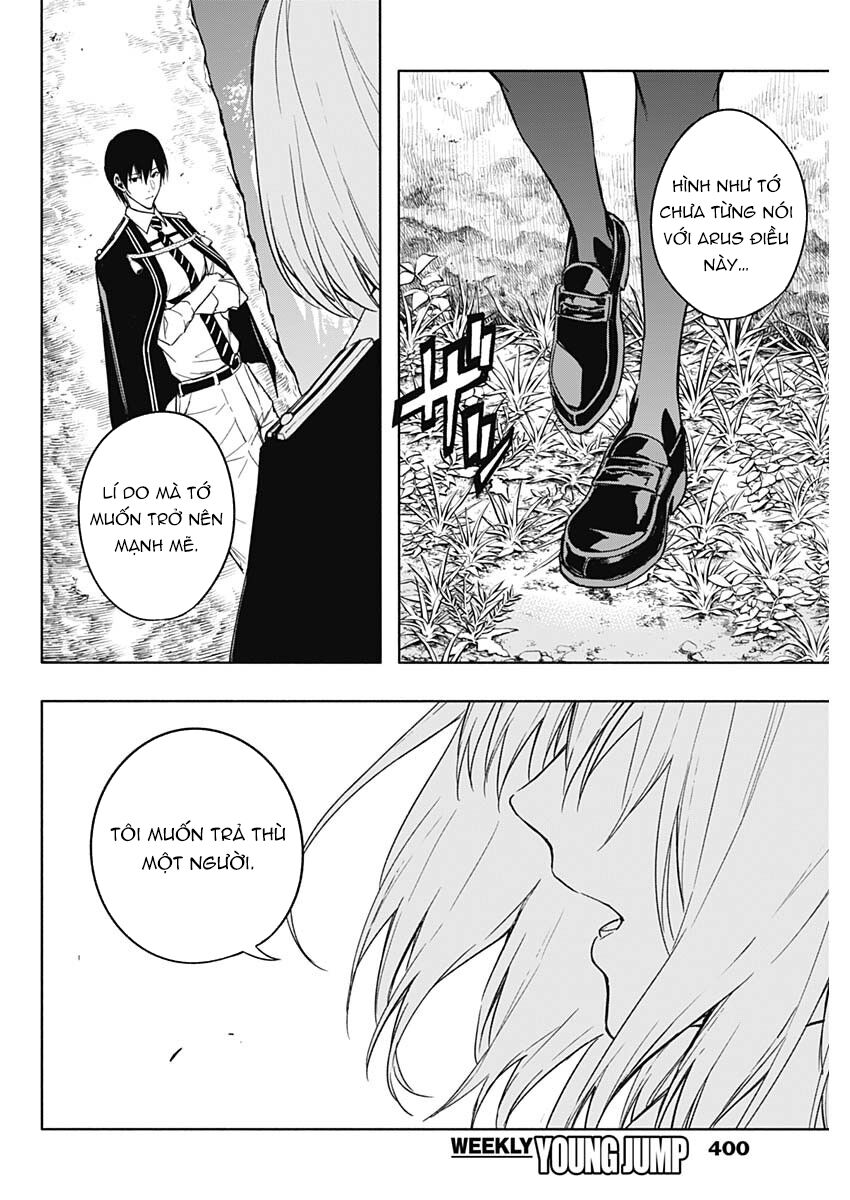 HÌNH NHƯ TỚ
CHƯA TỪNG NÓI
VỚI ARUS ĐIỀU
NÀY...
ザッ
LÍ DO MÀ TỚ
MUỐN TRỞ NÊN
MẠNH MẼ.
TÔI MUỐN TRẢ THÙ
MỘT NGƯỜI.
WEEKLY YOUNG JUMP 400